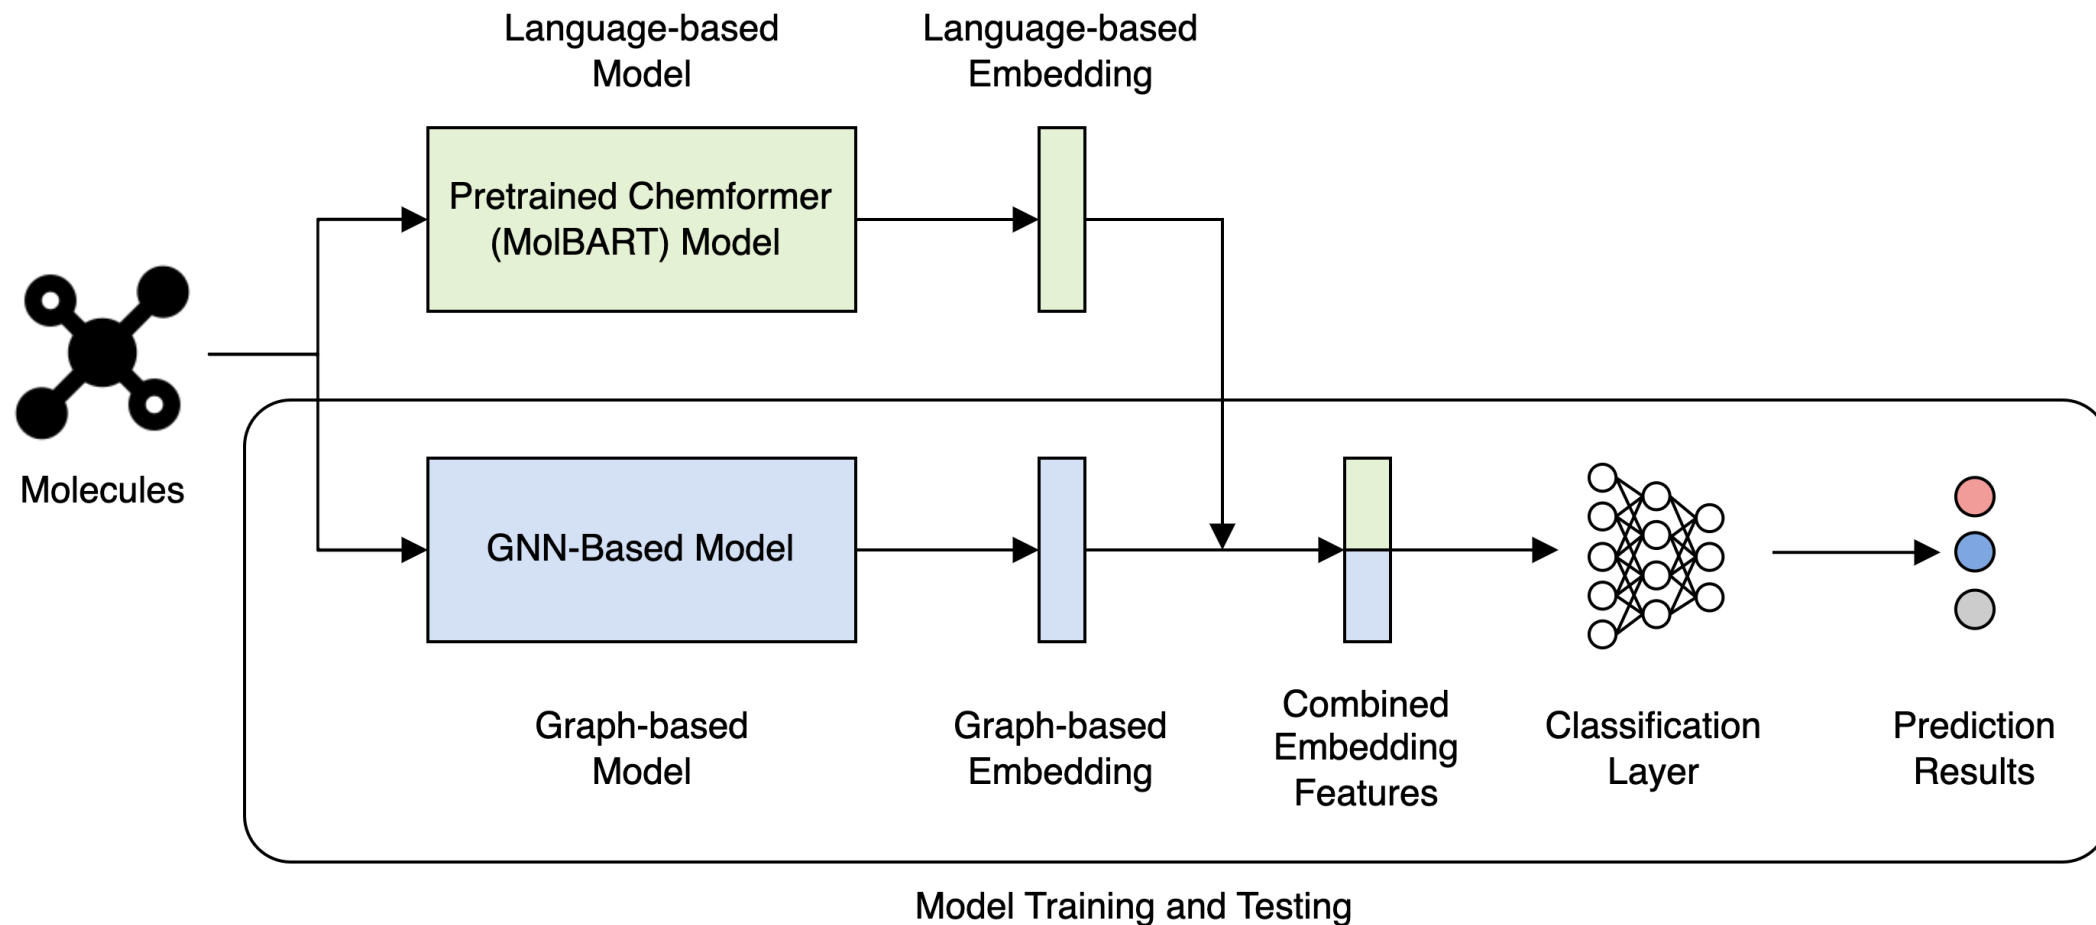 Language-based
Model
Language-based
Embedding
Pretrained Chemformer
(MolBART) Model
Molecules
GNN-Based Model
Graph-based
Model
Graph-based
Embedding
Combined
Embedding
Features
Classification
Layer
Prediction
Results
Model Training and Testing